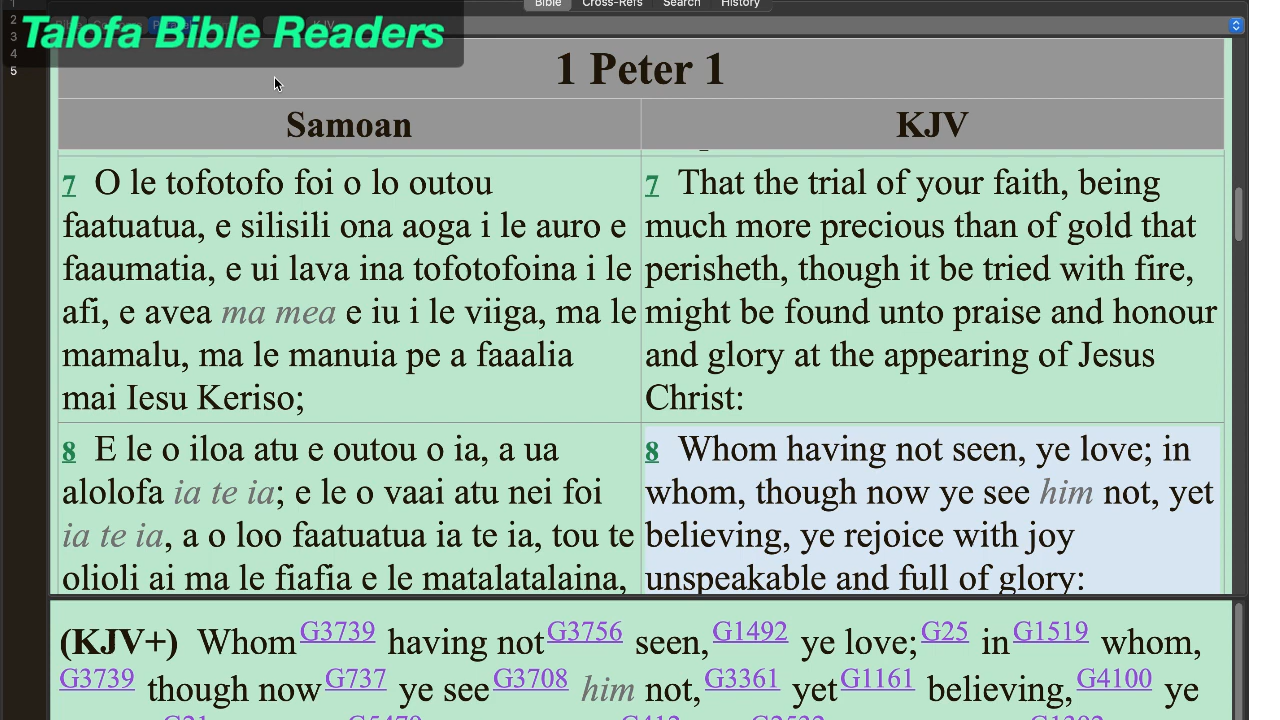 Bible Cross-Refs Search History
1
2
3
4
5
Talofa Bible Readers
1 Peter 1
Samoan
KJV
7 O le tofotofo foi o lo outou
faatuatua, e silisili ona aoga i le auro e
faaumatia, e ui lava ina tofotofoina i le
afi, e avea ma mea e iu i le viiga, ma le
mamalu, ma le manuia pe a faaalia
mai Iesu Keriso;
7 That the trial of your faith, being
much more precious than of gold that
perisheth, though it be tried with fire,
might be found unto praise and honour
and glory at the appearing of Jesus
Christ:
8 E le o iloa atu e outou o ia, a ua
alolofa ia te ia; e le o vaai atu nei foi
ia te ia, a o loo faatuatua ia te ia, tou te
olioli ai ma le fiafia e le matalatalaina,
8 Whom having not seen, ye love; in
whom, though now ye see him not, yet
believing, ye rejoice with joy
unspeakable and full of glory:
(KJV+) Whom G3739 having not G3756 seen, G1492 ye love; G25 in G1519 whom,
G3739 though now G737 ye see G3708 him not, G3361 yet G1161 believing, G4100 ye